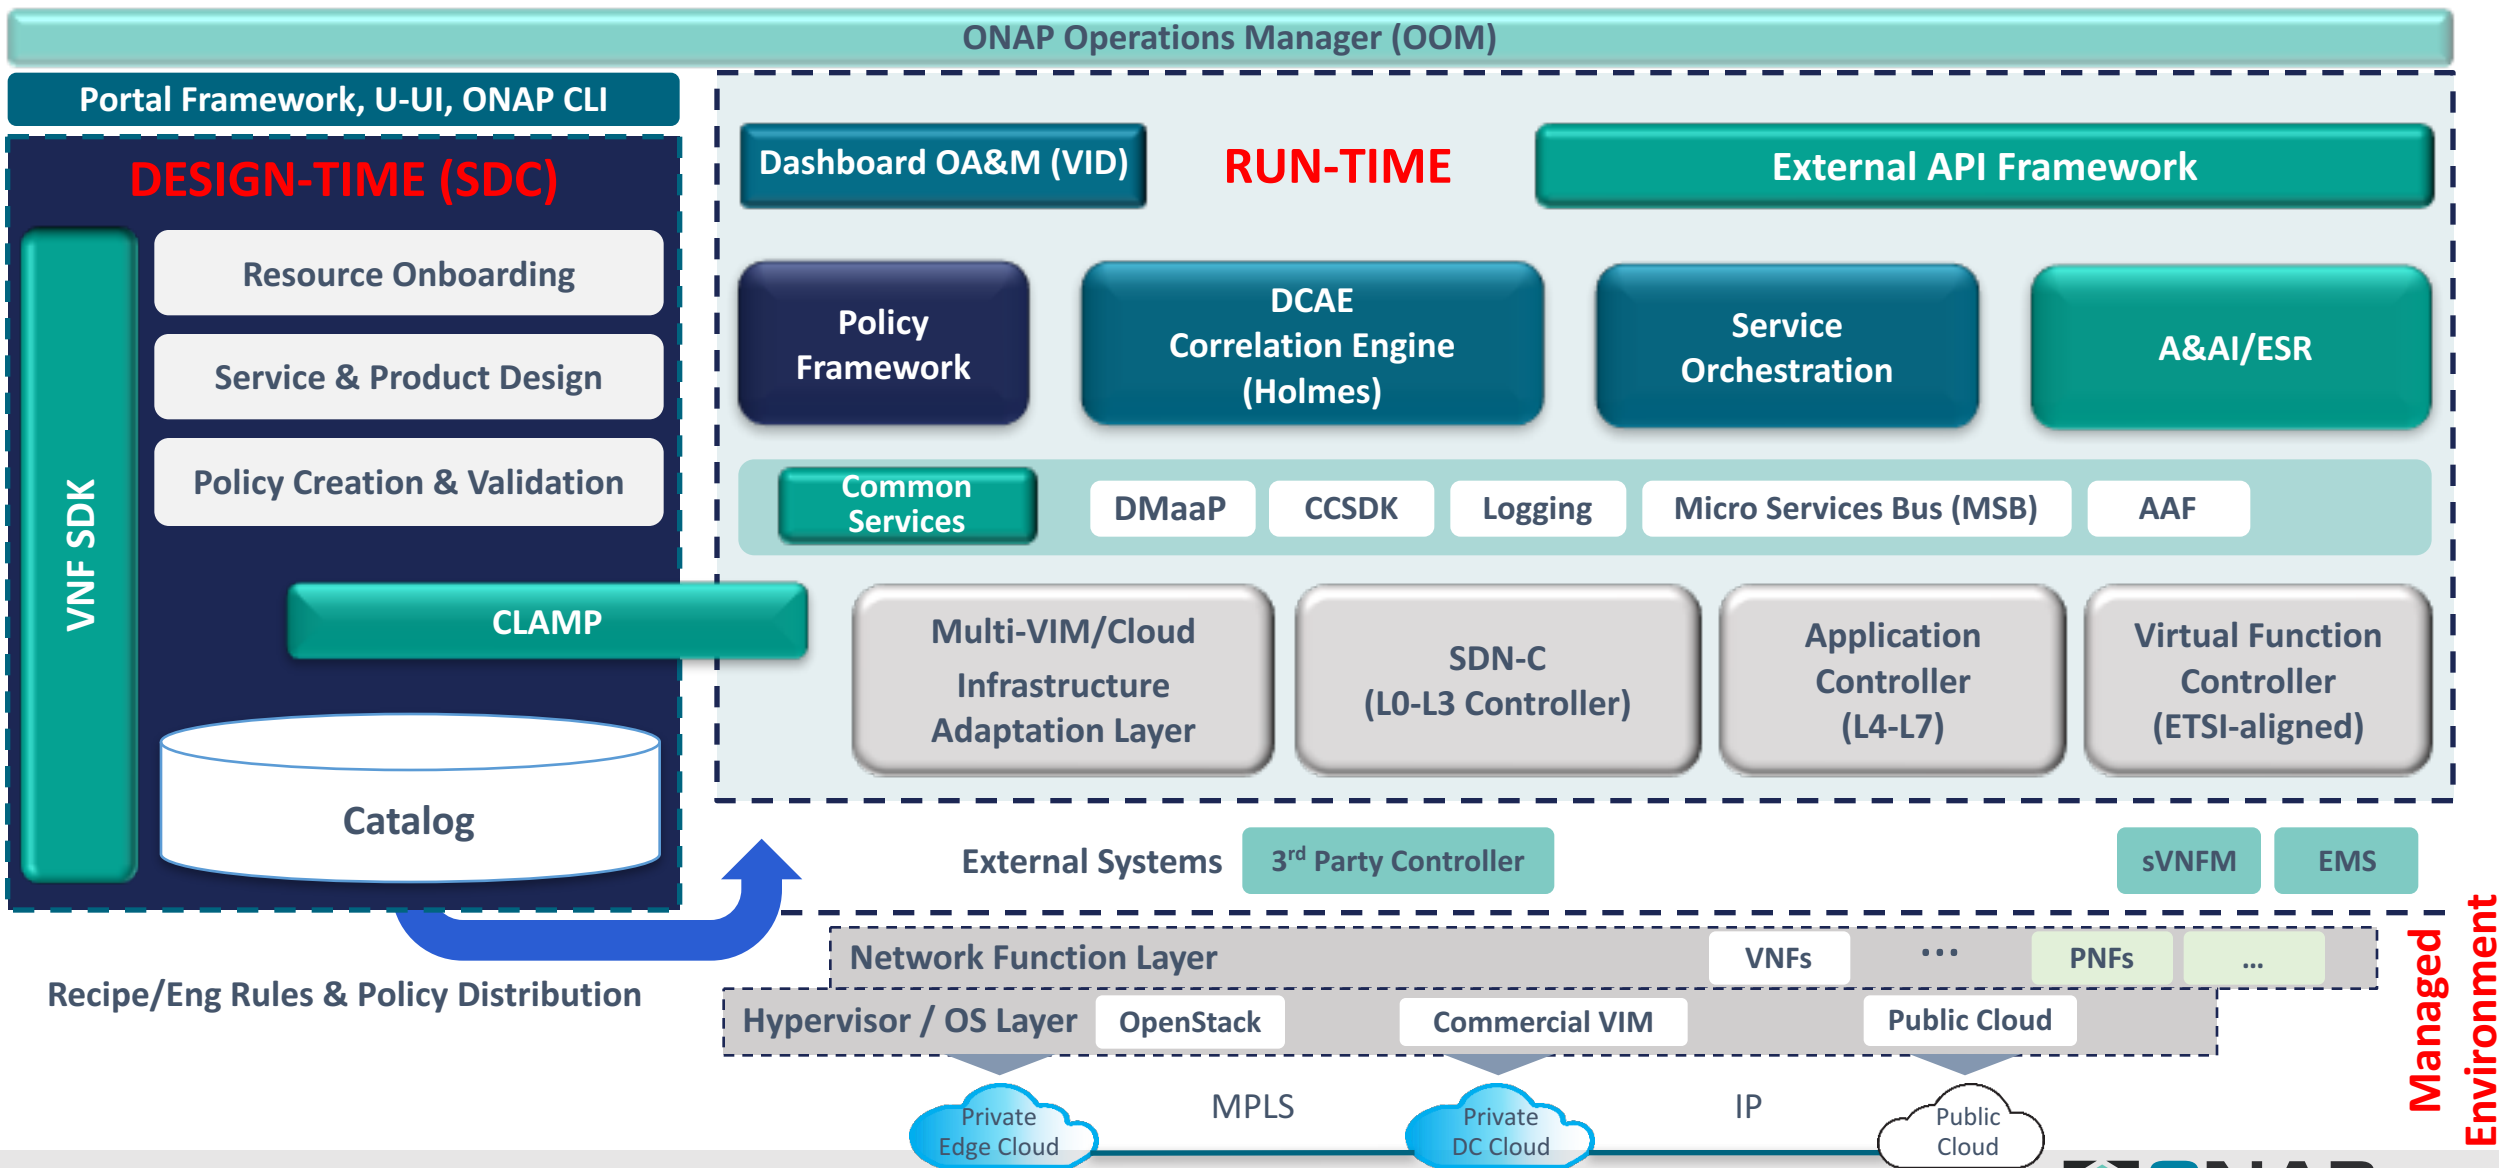 ONAP Operations Manager (OOM)
Portal Framework, U-UI, ONAP CLI
DESIGN-TIME (SDC)
VNF SDK
Resource Onboarding
Service & Product Design
Policy Creation & Validation
CLAMP
Catalog
Recipe/Eng Rules & Policy Distribution
Dashboard OA&M (VID)
RUN-TIME
External API Framework
Policy
Framework
DCAE
Correlation Engine
(Holmes)
Service
Orchestration
A&AI/ESR
Common
Services
DMaaP
CCSDK
Logging
Micro Services Bus (MSB)
AAF
Multi-VIM/Cloud
Infrastructure
Adaptation Layer
SDN-C
(L0-L3 Controller)
Application
Controller
(L4-L7)
Virtual Function
Controller
(ETSI-aligned)
External Systems
3rd Party Controller
sVNFM
EMS
Network Function Layer
VNFs
...
PNFs
...
Hypervisor / OS Layer
OpenStack
Commercial VIM
Public Cloud
Managed
Environment
Private
Edge Cloud
MPLS
Private
DC Cloud
IP
Public
Cloud